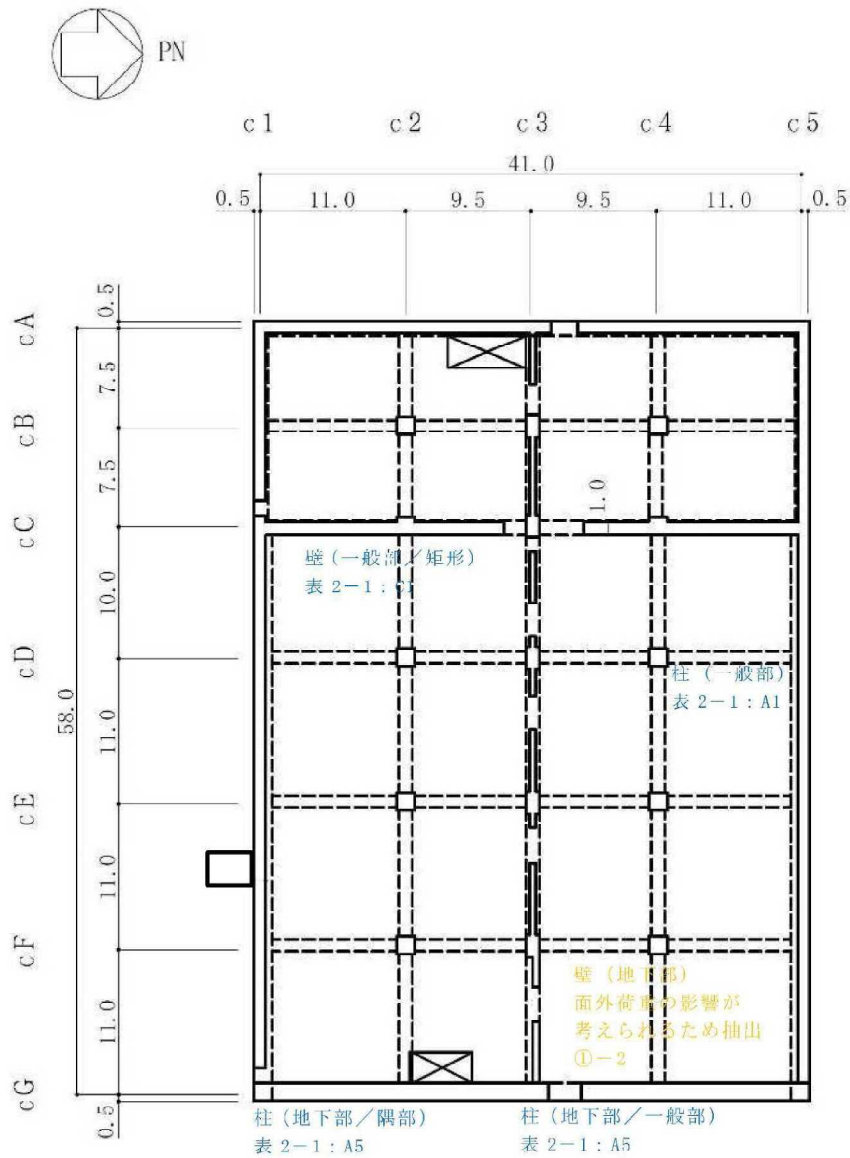 PN
c1 c2 c3 c4 c5
41.0
0.5 11.0 9.5 9.5 11.0 0.5
0.5
cA
7.5
cB
7.5
1.0
cC
壁(一般部/矩形)
表2-1:C1
10.0
cD
柱(一般部)
表2-1:A1
58.0
11.0
cE
11.0
cF
壁(地下部)
面外荷重の影響が
考えられるため抽出
①-2
11.0
cG
0.5
柱(地下部/隅部)
表2-1:A5
柱(地下部/一般部)
表2-1:A5